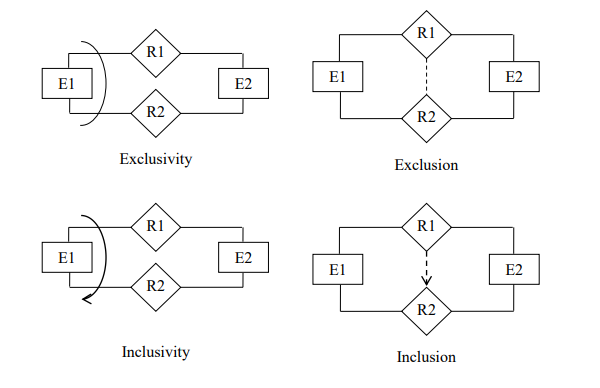 R1
E1
E2
R2
Exclusivity
R1
E1
E2
R2
Exclusion
R1
E1
E2
R2
Inclusivity
R1
E1
E2
R2
Inclusion